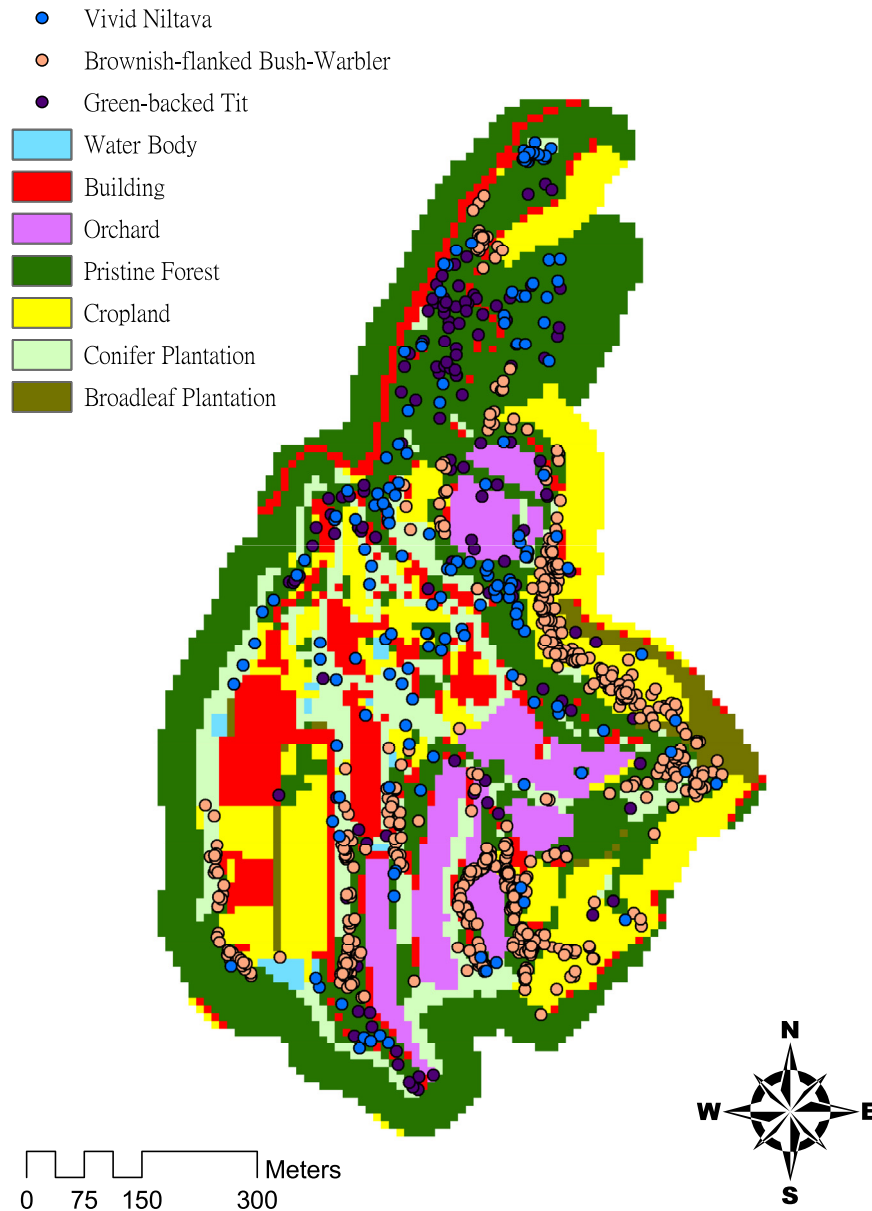 Vivid Niltava
Brownish-flanked Bush-Warbler
Green-backed Tit
Water Body
Building
Orchard
Pristine Forest
Cropland
Conifer Plantation
Broadleaf Plantation
N
W E
S
Meters
0 75 150 300